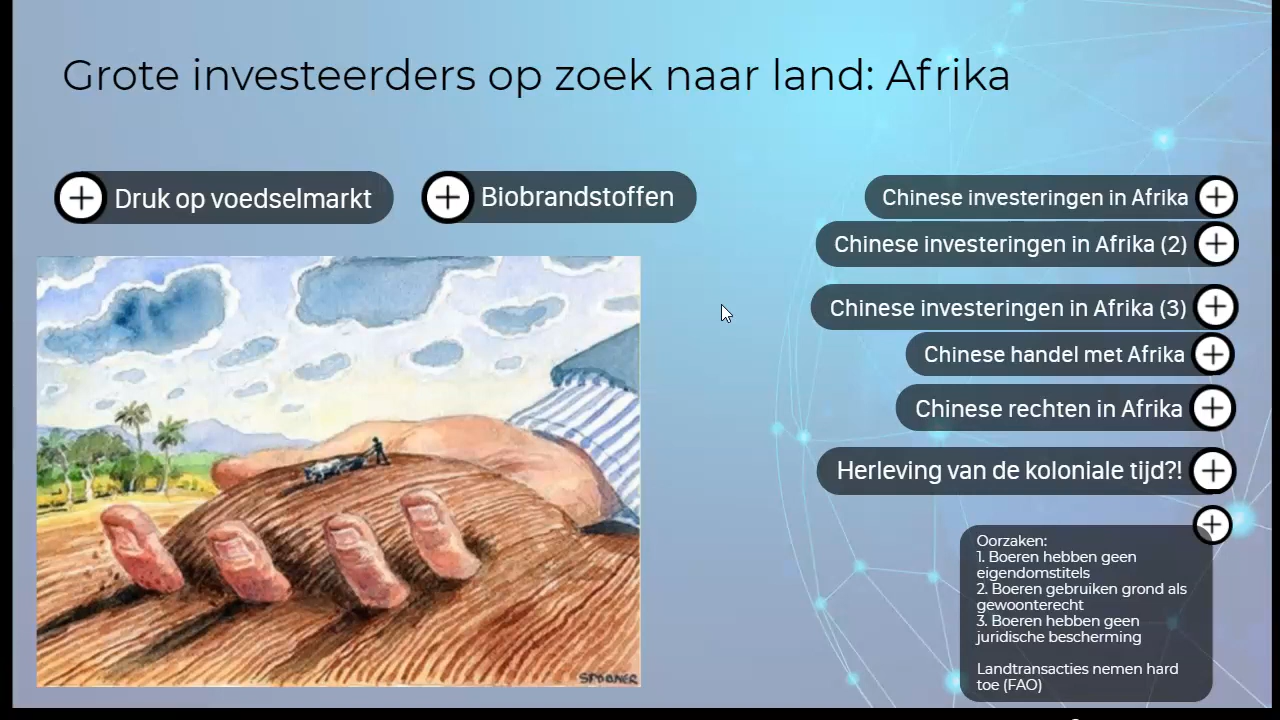 Grote investeerders op zoek naar land: Afrika
Druk op voedselmarkt
Biobrandstoffen
Chinese investeringen in Afrika
Chinese investeringen in Afrika (2)
Chinese investeringen in Afrika (3)
Chinese handel met Afrika
Chinese rechten in Afrika
Herleving van de koloniale tijd?!
Oorzaken:
1. Boeren hebben geen
eigendomstitels
2. Boeren gebruiken grond als
gewoonterecht
3. Boeren hebben geen
juridische bescherming
Landtransacties nemen hard
toe (FAO)
SPOONER